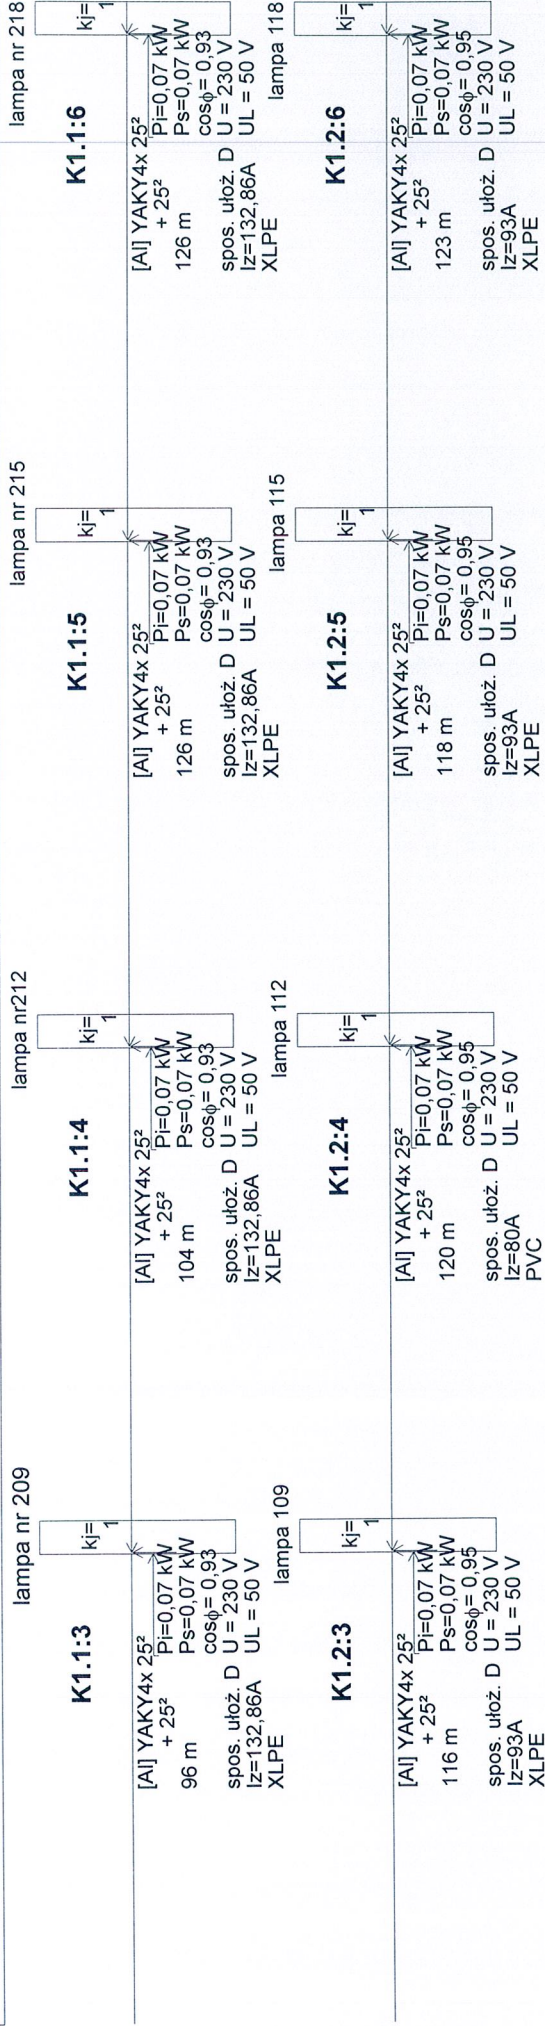 lampa nr 209
K1.1:3
kj=
1
[Al] YAKY4x 25²
+ 25²
96 m
spos. ułoż. D
Iz=132,86A
XLPE
Pi=0,07 kW
Ps=0,07 kW
cosϕ= 0,93
U = 230 V
UL = 50 V
lampa nr212
K1.1:4
kj=
1
[Al] YAKY4x 25²
+ 25²
104 m
spos. ułoż. D
Iz=132,86A
XLPE
Pi=0,07 kW
Ps=0,07 kW
cosϕ= 0,93
U = 230 V
UL = 50 V
lampa nr 215
K1.1:5
kj=
1
[Al] YAKY4x 25²
+ 25²
126 m
spos. ułoż. D
Iz=132,86A
XLPE
Pi=0,07 kW
Ps=0,07 kW
cosϕ= 0,93
U = 230 V
UL = 50 V
lampa nr 218
K1.1:6
kj=
1
[Al] YAKY4x 25²
+ 25²
126 m
spos. ułoż. D
Iz=132,86A
XLPE
Pi=0,07 kW
Ps=0,07 kW
cosϕ= 0,93
U = 230 V
UL = 50 V
lampa 109
K1.2:3
kj=
1
[Al] YAKY4x 25²
+ 25²
116 m
spos. ułoż. D
Iz=93A
XLPE
Pi=0,07 kW
Ps=0,07 kW
cosϕ= 0,95
U = 230 V
UL = 50 V
lampa 112
K1.2:4
kj=
1
[Al] YAKY4x 25²
+ 25²
120 m
spos. ułoż. D
Iz=80A
PVC
Pi=0,07 kW
Ps=0,07 kW
cosϕ= 0,95
U = 230 V
UL = 50 V
lampa 115
K1.2:5
kj=
1
[Al] YAKY4x 25²
+ 25²
118 m
spos. ułoż. D
Iz=93A
XLPE
Pi=0,07 kW
Ps=0,07 kW
cosϕ= 0,95
U = 230 V
UL = 50 V
lampa 118
K1.2:6
kj=
1
[Al] YAKY4x 25²
+ 25²
123 m
spos. ułoż. D
Iz=93A
XLPE
Pi=0,07 kW
Ps=0,07 kW
cosϕ= 0,95
U = 230 V
UL = 50 V